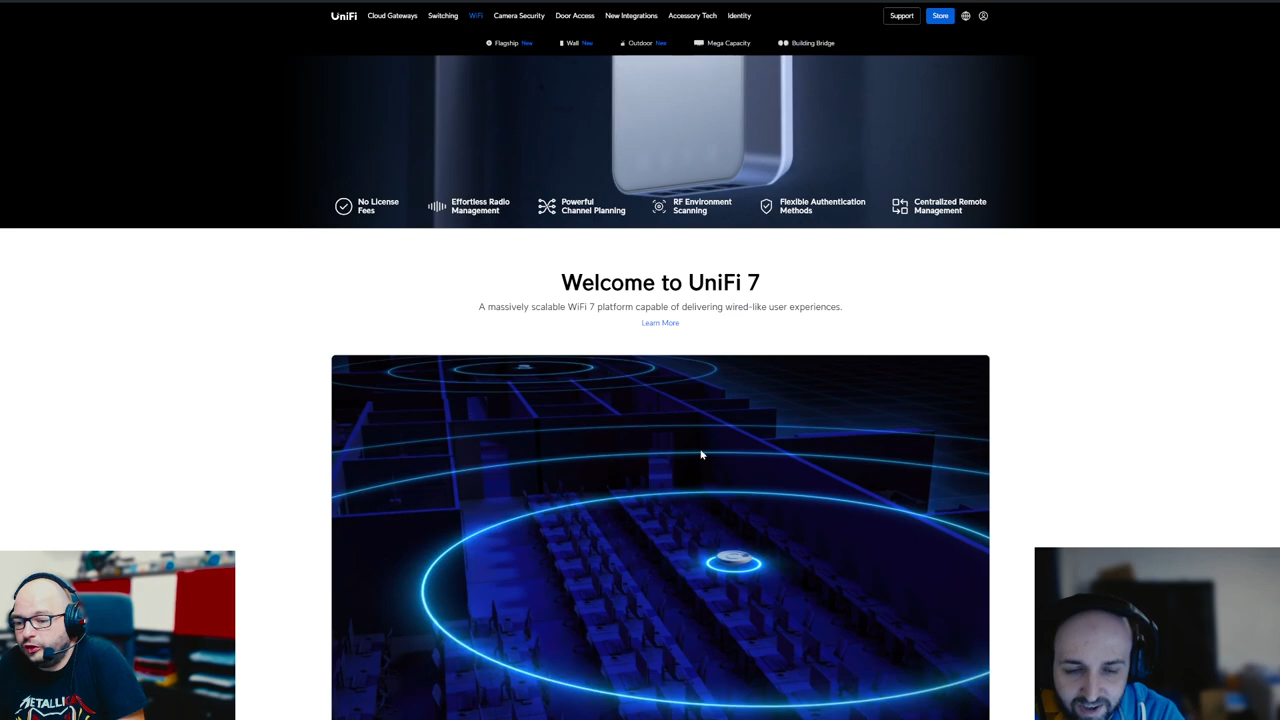 UniFi Cloud Gateways Switching WiFi Camera Security Door Access New Integrations Accessory Tech Identity Support Store
Flagship New Wall New Outdoor New Mega Capacity Building Bridge
No License
Fees
Effortless Radio
Management
Powerful
Channel Planning
RF Environment
Scanning
Flexible Authentication
Methods
Centralized Remote
Management
Welcome to UniFi 7
A massively scalable WiFi 7 platform capable of delivering wired-like user experiences.
Learn More
METALLICA